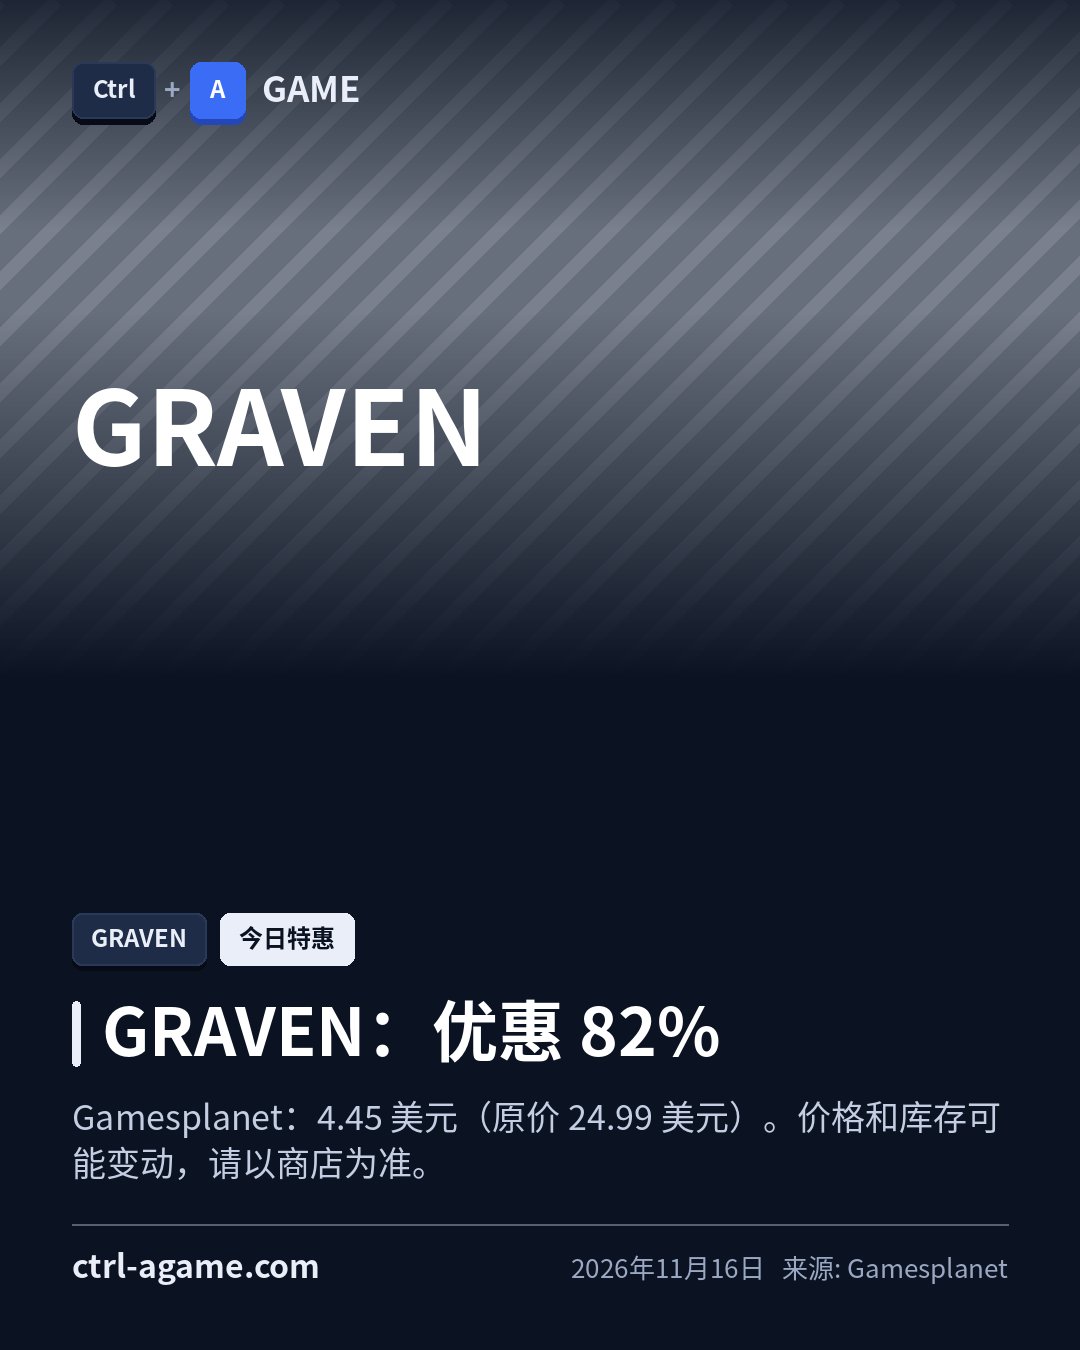 Ctrl + A GAME
GRAVEN
GRAVEN 今日特惠
GRAVEN：优惠 82%
Gamesplanet：4.45 美元（原价 24.99 美元）。价格和库存可
能变动，请以商店为准。
ctrl-agame.com 2026年11月16日 来源: Gamesplanet